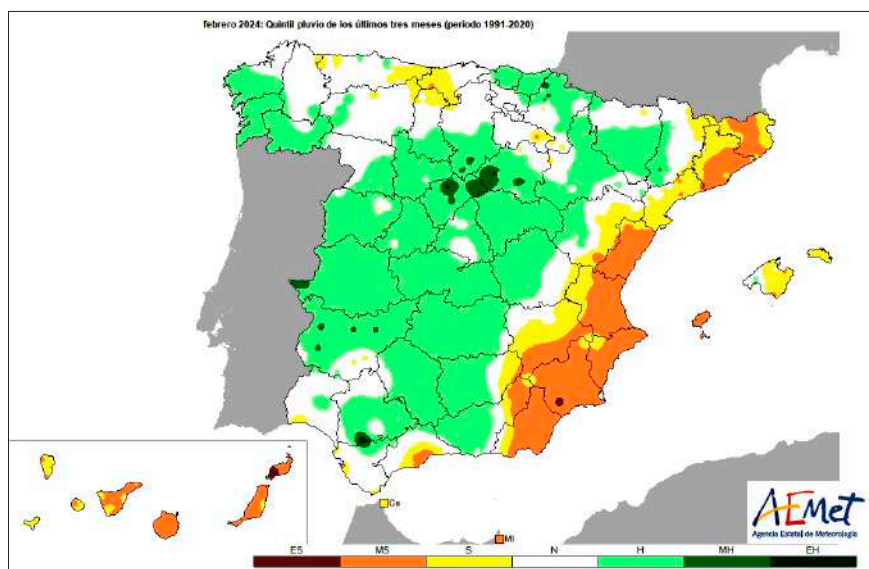 febrero 2024: Quintil pluvio de los últimos tres meses (periodo 1991-2020)
Ce
Ml
AEMet
Agencia Estatal de Meteorología
ES MS S N H MH EH